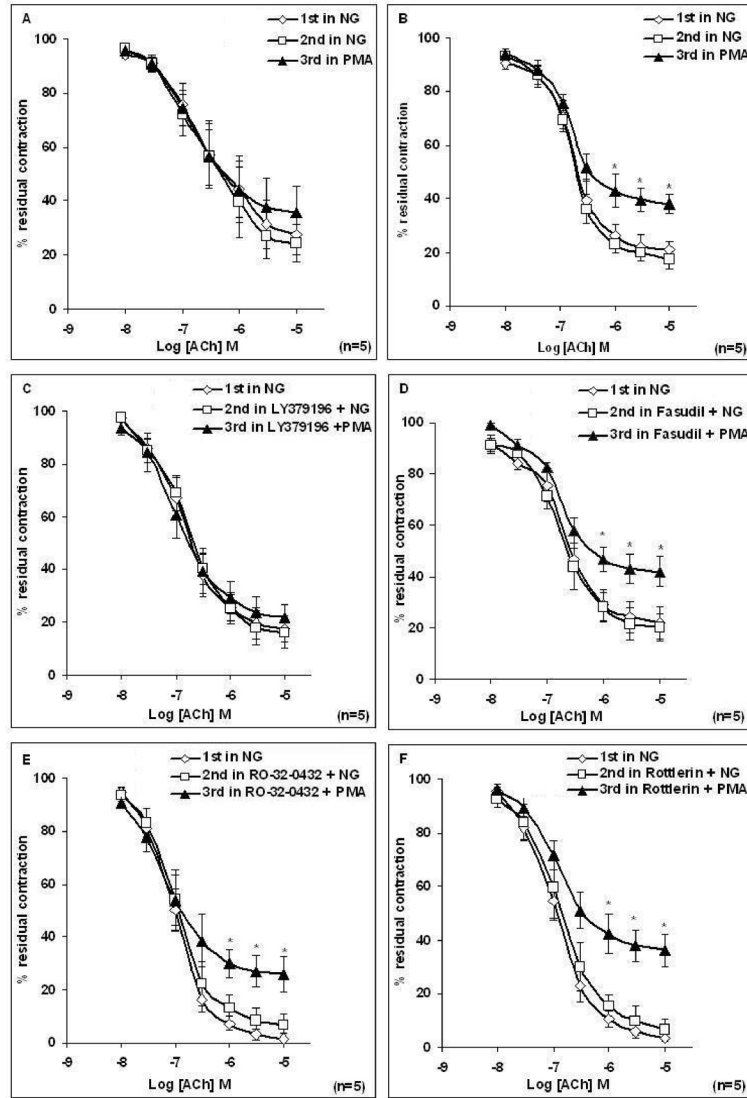 A
1st in NG
2nd in NG
3rd in PMA
100
80
60
40
20
0
% residual contraction
-9 -8 -7 -6 -5
Log [ACh] M
(n=5)
B
1st in NG
2nd in NG
3rd in PMA
100
80
60
40
20
0
% residual contraction
* * *
-9 -8 -7 -6 -5
Log [ACh] M
(n=5)
C
1st in NG
2nd in LY379196 + NG
3rd in LY379196 +PMA
100
80
60
40
20
0
% residual contraction
-9 -8 -7 -6 -5
Log [ACh] M
(n=5)
D
1st in NG
2nd in Fasudil + NG
3rd in Fasudil + PMA
100
80
60
40
20
0
% residual contraction
* * *
-9 -8 -7 -6 -5
Log [ACh] M
(n=5)
E
1st in NG
2nd in RO-32-0432 + NG
3rd in RO-32-0432 + PMA
100
80
60
40
20
0
% residual contraction
* * *
-9 -8 -7 -6 -5
Log [ACh] M
(n=5)
F
1st in NG
2nd in Rottlerin + NG
3rd in Rottlerin + PMA
100
80
60
40
20
0
% residual contraction
* * *
-9 -8 -7 -6 -5
Log [ACh] M
(n=5)